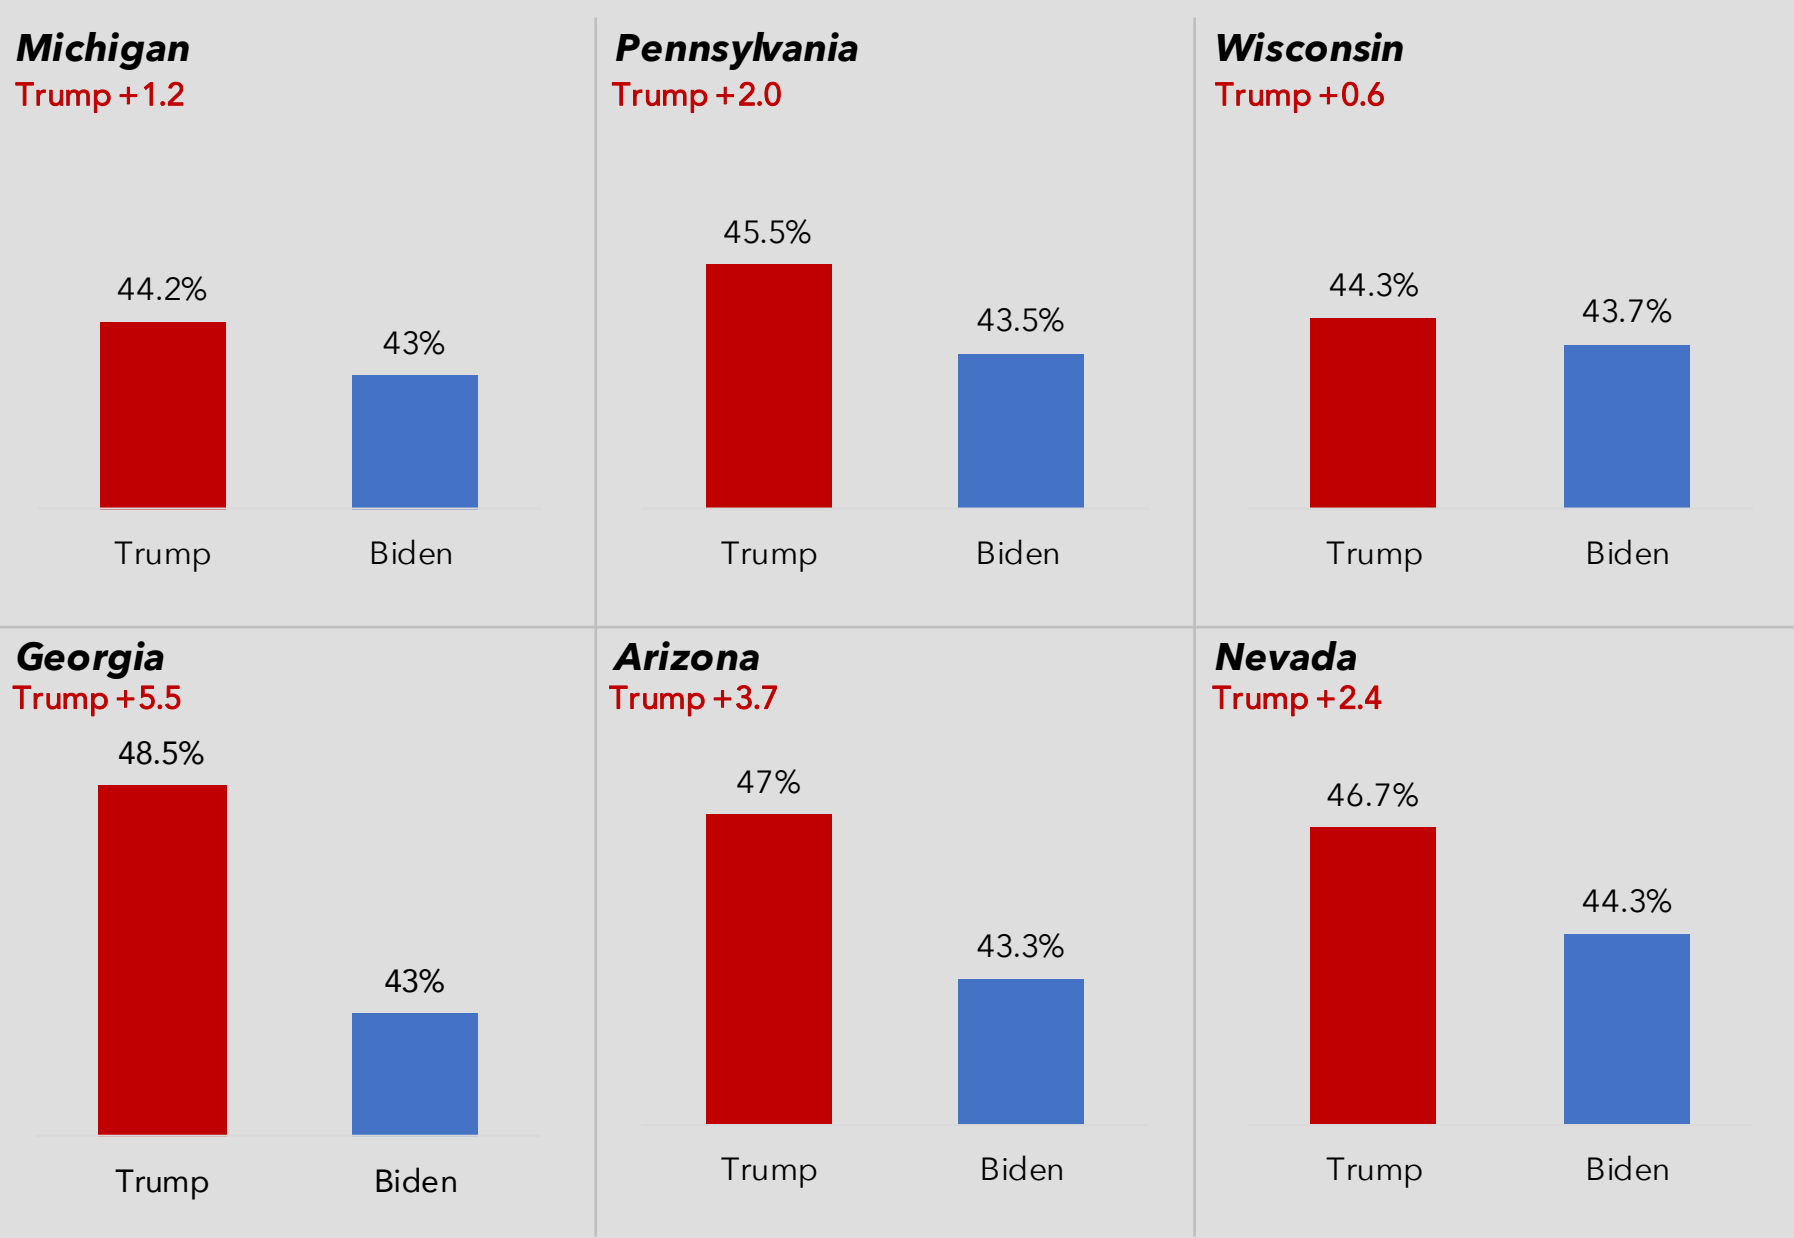 Michigan
Trump +1.2
44.2%
43%
Trump
Biden
Pennsylvania
Trump +2.0
45.5%
43.5%
Trump
Biden
Wisconsin
Trump +0.6
44.3%
43.7%
Trump
Biden
Georgia
Trump +5.5
48.5%
43%
Trump
Biden
Arizona
Trump +3.7
47%
43.3%
Trump
Biden
Nevada
Trump +2.4
46.7%
44.3%
Trump
Biden